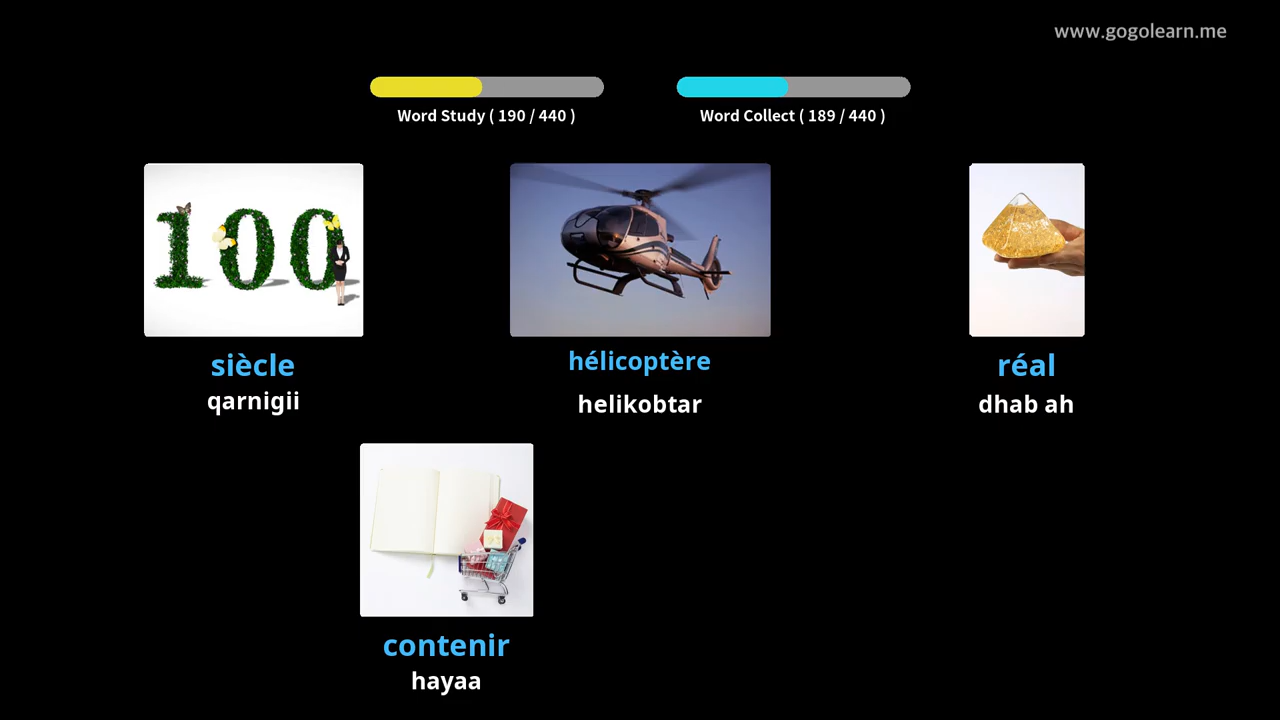 www.gogolearn.me
Word Study ( 190 / 440 )
Word Collect ( 189 / 440 )
100
siècle
qarnigii
hélicoptère
helikobtar
réal
dhab ah
contenir
hayaa